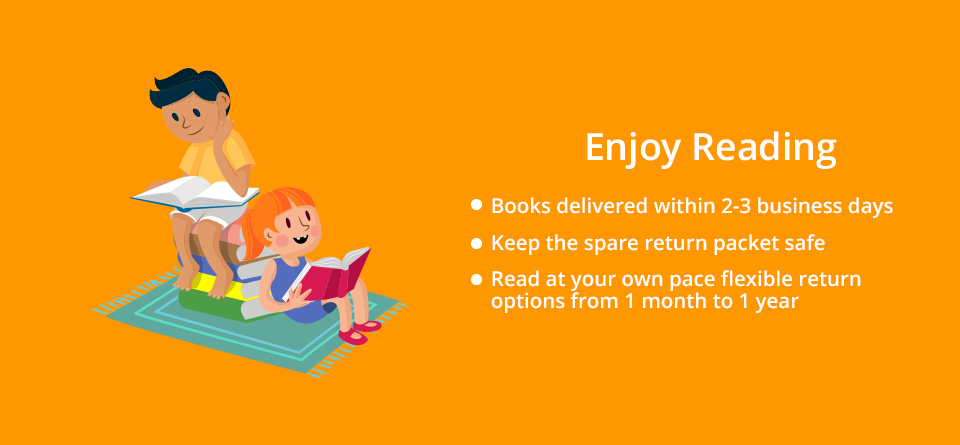 Enjoy Reading
Books delivered within 2-3 business days
Keep the spare return packet safe
Read at your own pace flexible return
options from 1 month to 1 year